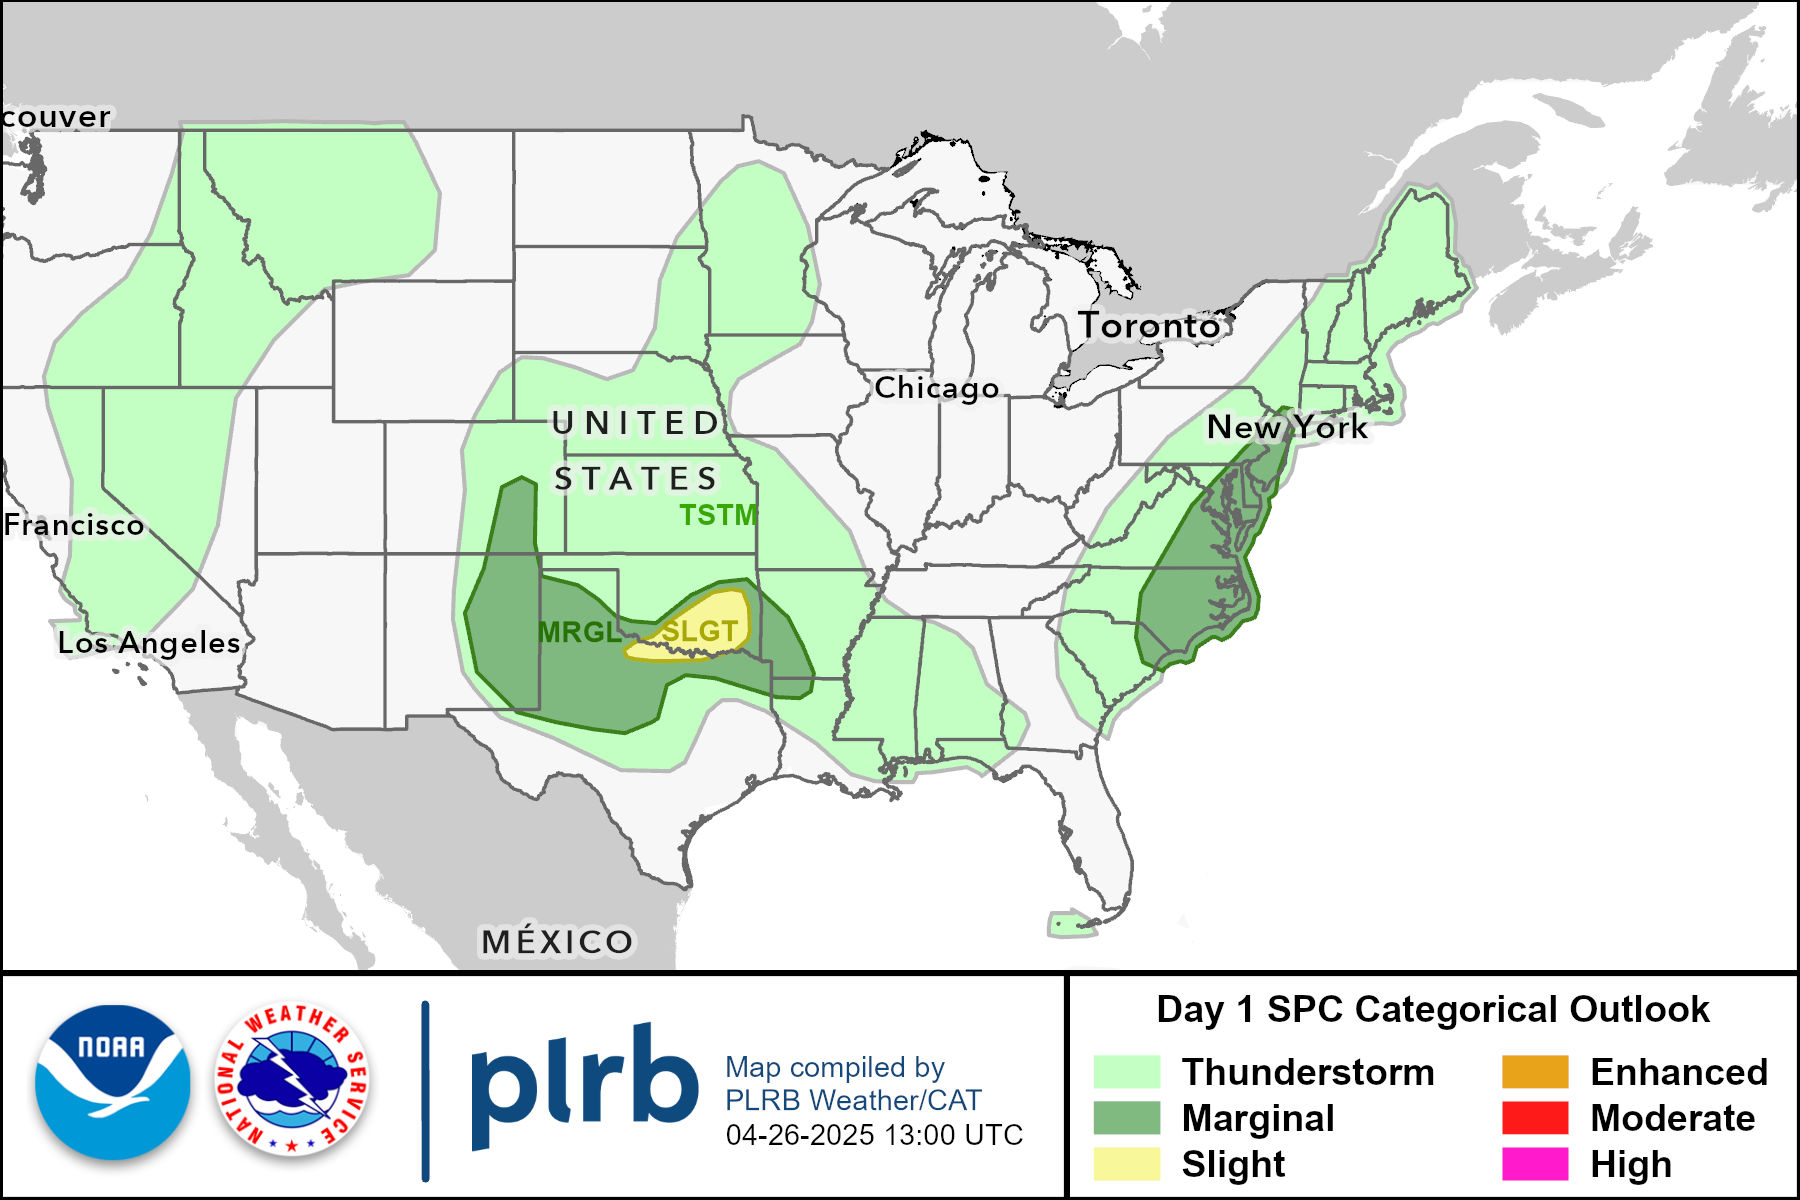 couver
Toronto
Chicago
New York
UNITED
STATES
TSTM
Francisco
MRGL
SLGT
Los Angeles
MÉXICO
NOAA
NATIONAL WEATHER SERVICE
plrb
Map compiled by
PLRB Weather/CAT
04-26-2025 13:00 UTC
Day 1 SPC Categorical Outlook
Thunderstorm
Marginal
Slight
Enhanced
Moderate
High